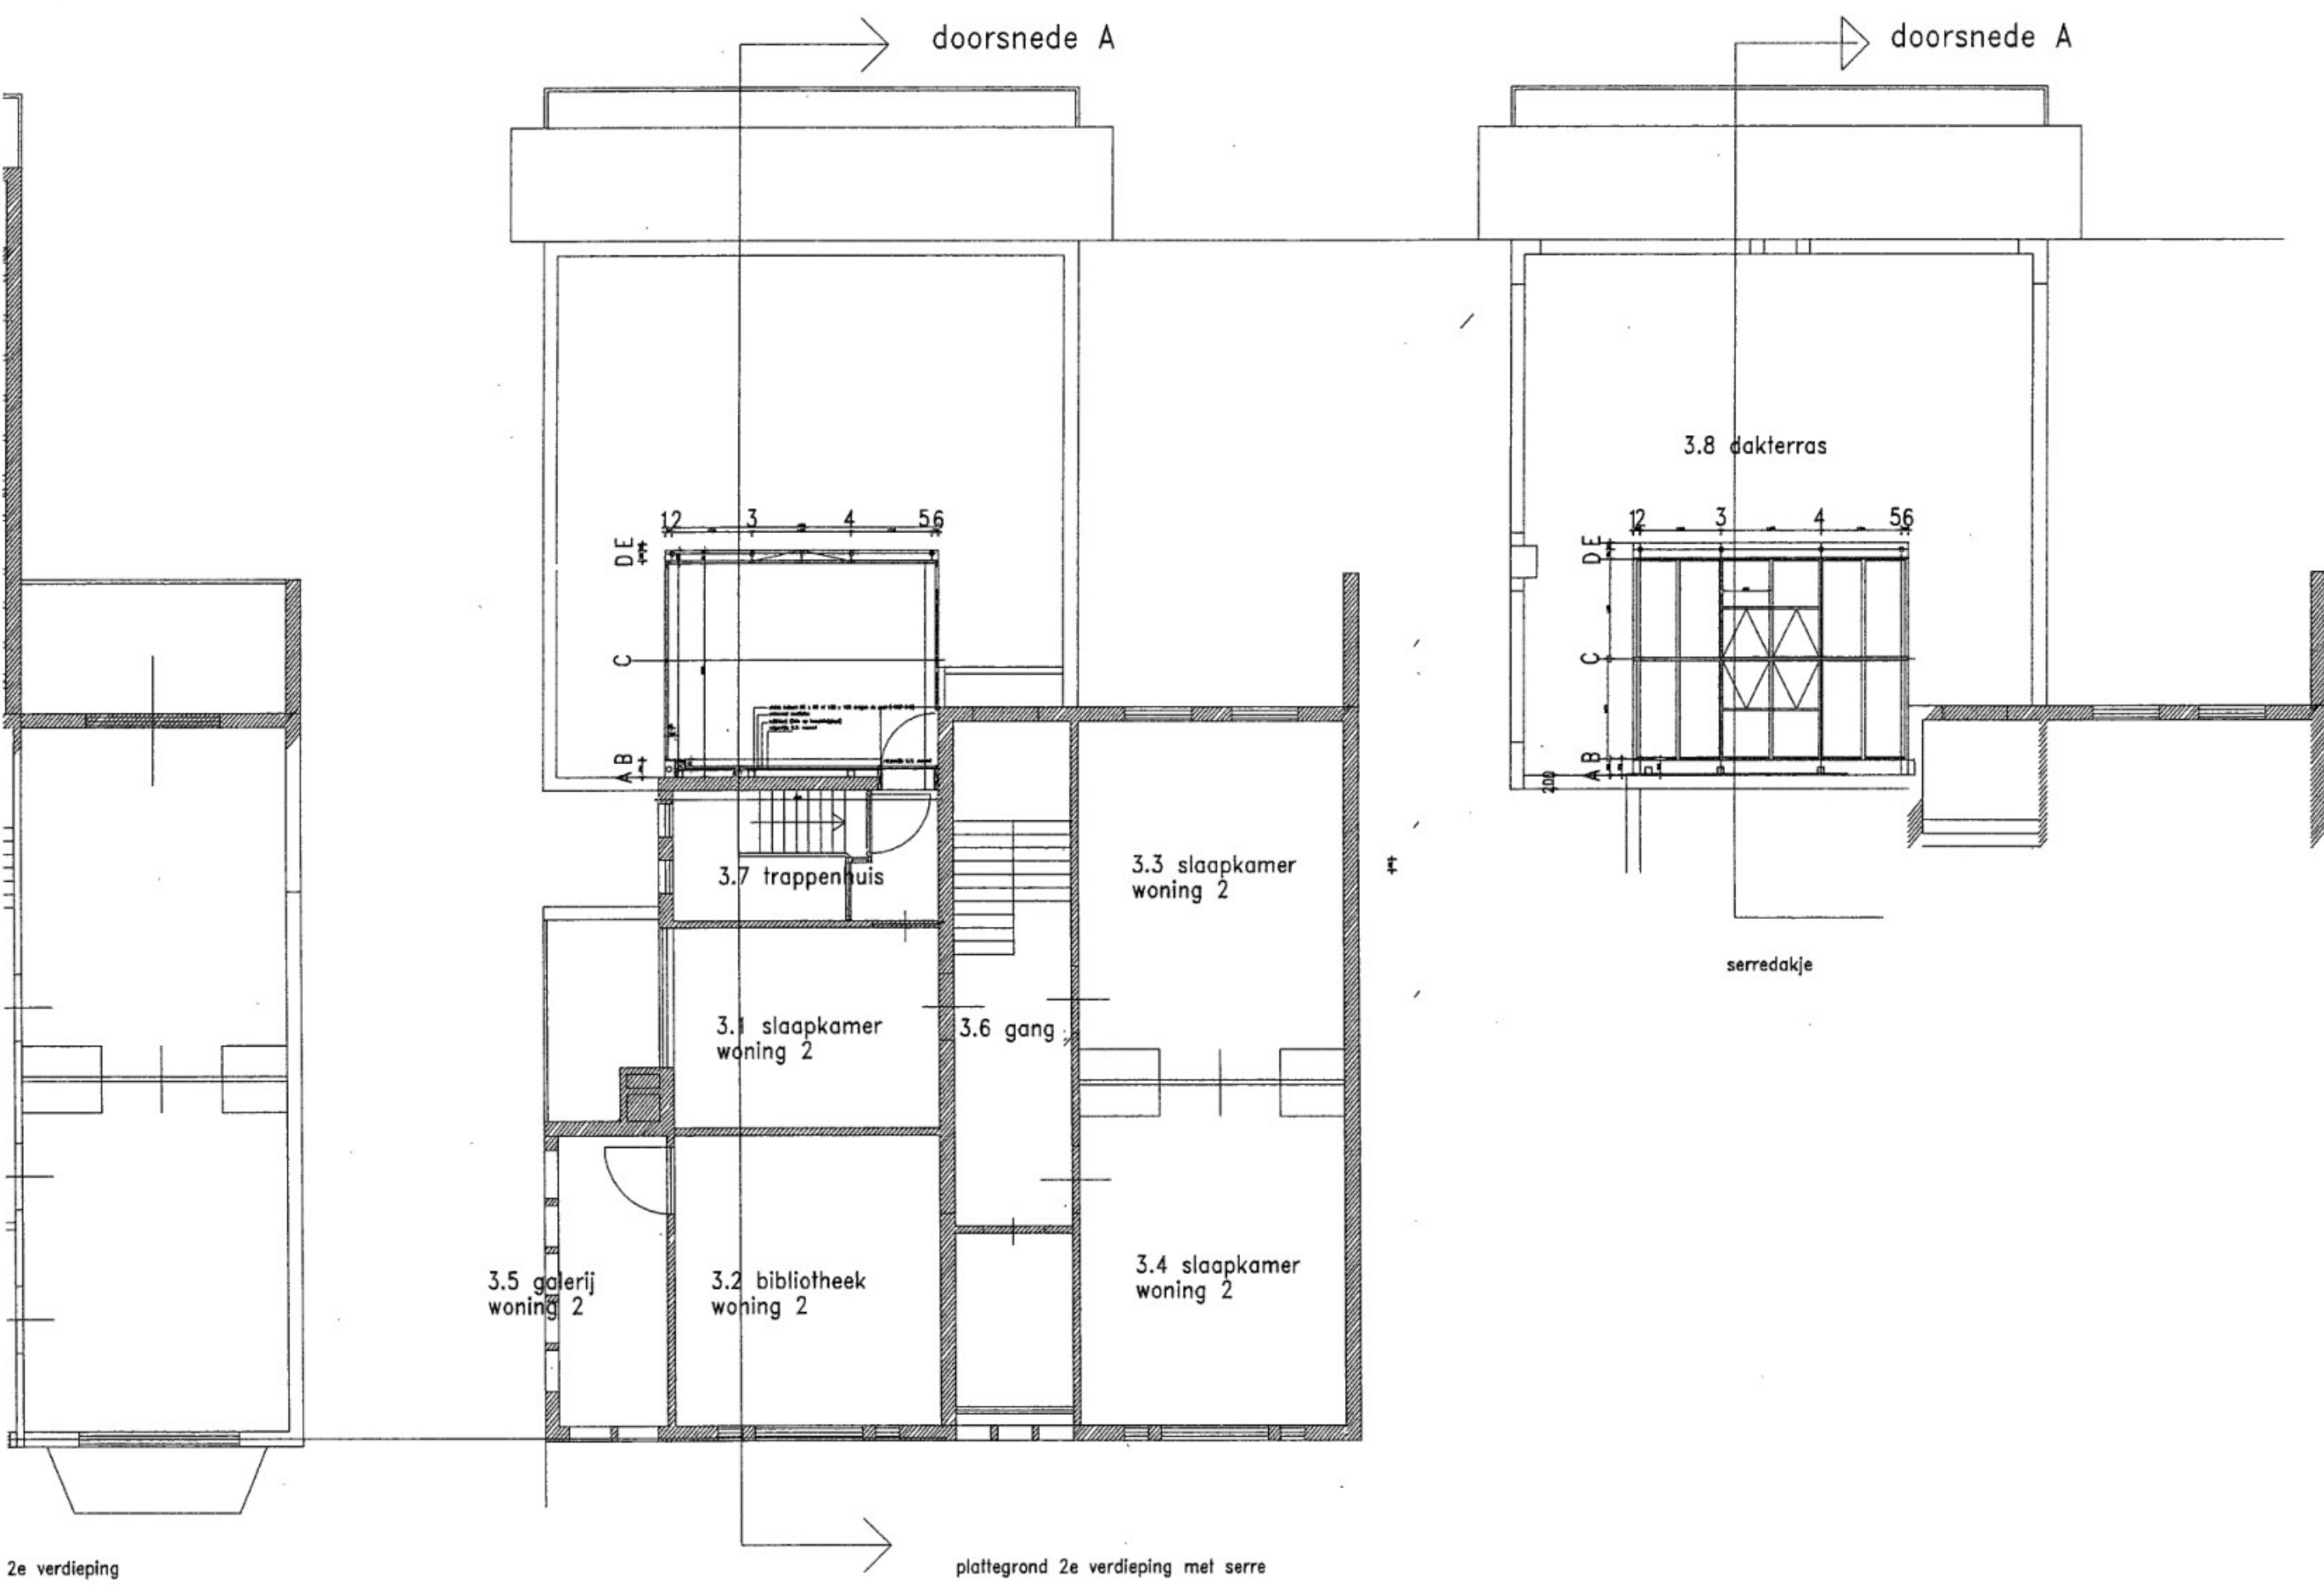 doorsnede A
doorsnede A
3.8 dakterras
12 3 4 56
12 3 4 56
D E
D E
C
C
A B
A B
200
3.7 trappenhuis
3.3 slaapkamer
woning 2
serredakje
3.1 slaapkamer
woning 2
3.6 gang
3.5 galerij
woning 2
3.2 bibliotheek
woning 2
3.4 slaapkamer
woning 2
2e verdieping
plattegrond 2e verdieping met serre